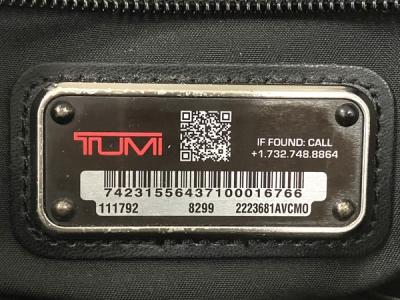 TUMI
IF FOUND: CALL
+1.732.748.8864
74231556437100016766
111792 8299 2223681AVCMO